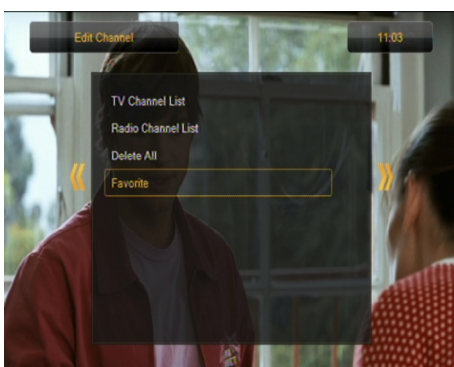 Edit Channel
11:03
TV Channel List
Radio Channel List
Delete All
Favorite